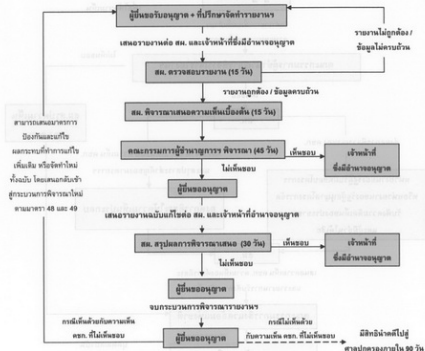 ผู้ยื่นขอรับอนุญาต + ที่ปรึกษาจัดทำรายงานฯ
เสนอรายงานต่อ สผ. และเจ้าหน้าที่ซึ่งมีอำนาจอนุญาต
รายงานไม่ถูกต้อง /
ข้อมูลไม่ครบถ้วน
สผ. ตรวจสอบรายงาน (15 วัน)
รายงานถูกต้อง / ข้อมูลครบถ้วน
สผ. พิจารณาเสนอความเห็นเบื้องต้น (15 วัน)
สามารถเสนอมาตรการ
ป้องกันและแก้ไข
ผลกระทบที่ทำการแก้ไข
เพิ่มเติม หรือจัดทำใหม่
ทั้งฉบับ โดยเสนอกลับเข้า
สู่กระบวนการพิจารณาใหม่
ตามมาตรา 48 และ 49
คณะกรรมการผู้ชำนาญการฯ พิจารณา (45 วัน)
เห็นชอบ
เจ้าหน้าที่
ซึ่งมีอำนาจอนุญาต
ไม่เห็นชอบ
ผู้ยื่นขออนุญาต
เสนอรายงานฉบับแก้ไขต่อ สผ. และเจ้าหน้าที่อำนาจอนุญาต
สผ. สรุปผลการพิจารณาเสนอ (30 วัน)
เห็นชอบ
เจ้าหน้าที่
ซึ่งมีอำนาจอนุญาต
ไม่เห็นชอบ
ผู้ยื่นขออนุญาต
จบกระบวนการพิจารณารายงานฯ
กรณีเห็นด้วยกับความเห็น
คชก. ที่ไม่เห็นชอบ
ผู้ยื่นขออนุญาต
กรณีไม่เห็นด้วย
กับความเห็น คชก. ที่ไม่เห็นชอบ
มีสิทธินำคดีไปสู่
ศาลปกครองภายใน 90 วัน